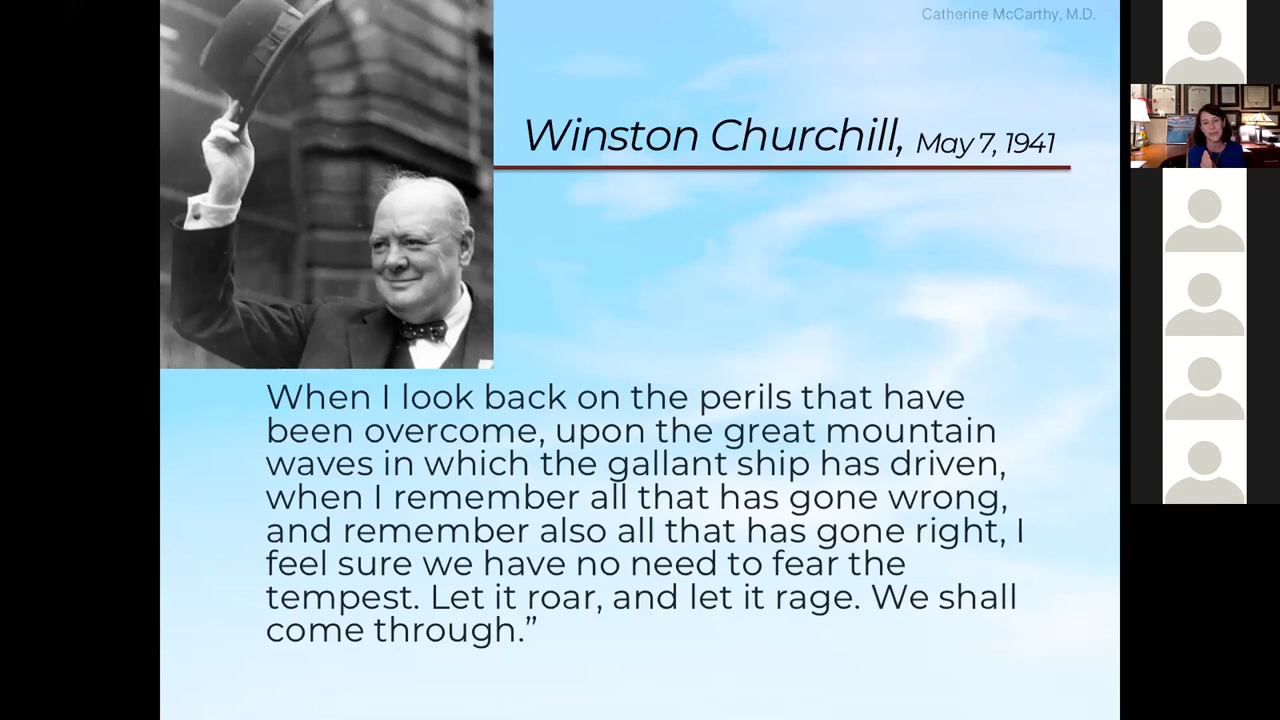 Catherine McCarthy, M.D.
Winston Churchill, May 7, 1941
When I look back on the perils that have
been overcome, upon the great mountain
waves in which the gallant ship has driven,
when I remember all that has gone wrong,
and remember also all that has gone right, I
feel sure we have no need to fear the
tempest. Let it roar, and let it rage. We shall
come through.”